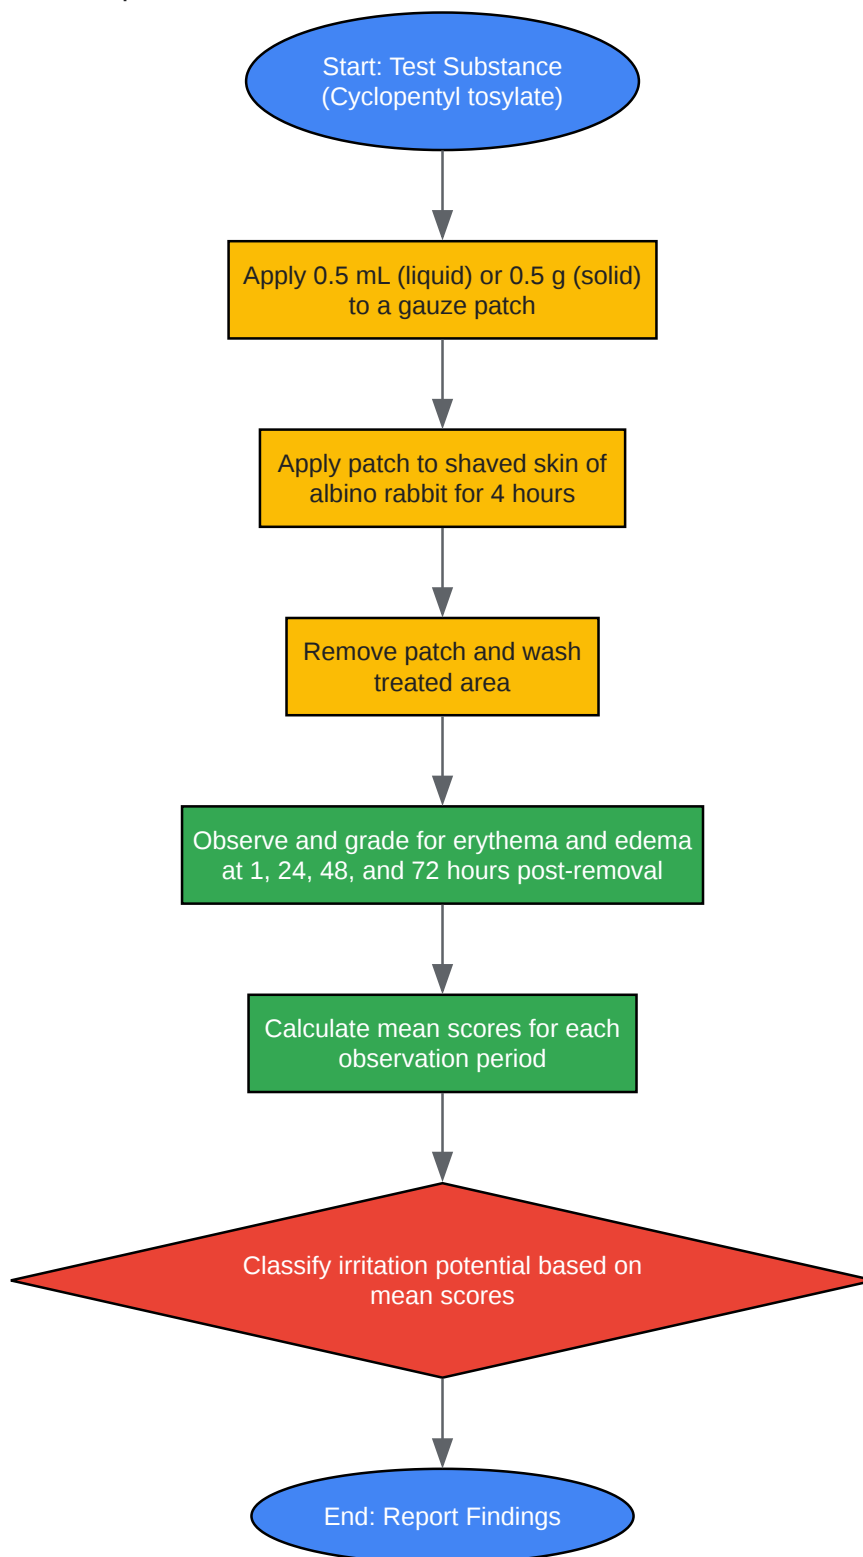 Start: Test Substance
(Cyclopentyl tosylate)
Apply 0.5 mL (liquid) or 0.5 g (solid)
to a gauze patch
Apply patch to shaved skin of
albino rabbit for 4 hours
Remove patch and wash
treated area
Observe and grade for erythema and edema
at 1, 24, 48, and 72 hours post-removal
Calculate mean scores for each
observation period
Classify irritation potential based on
mean scores
End: Report Findings